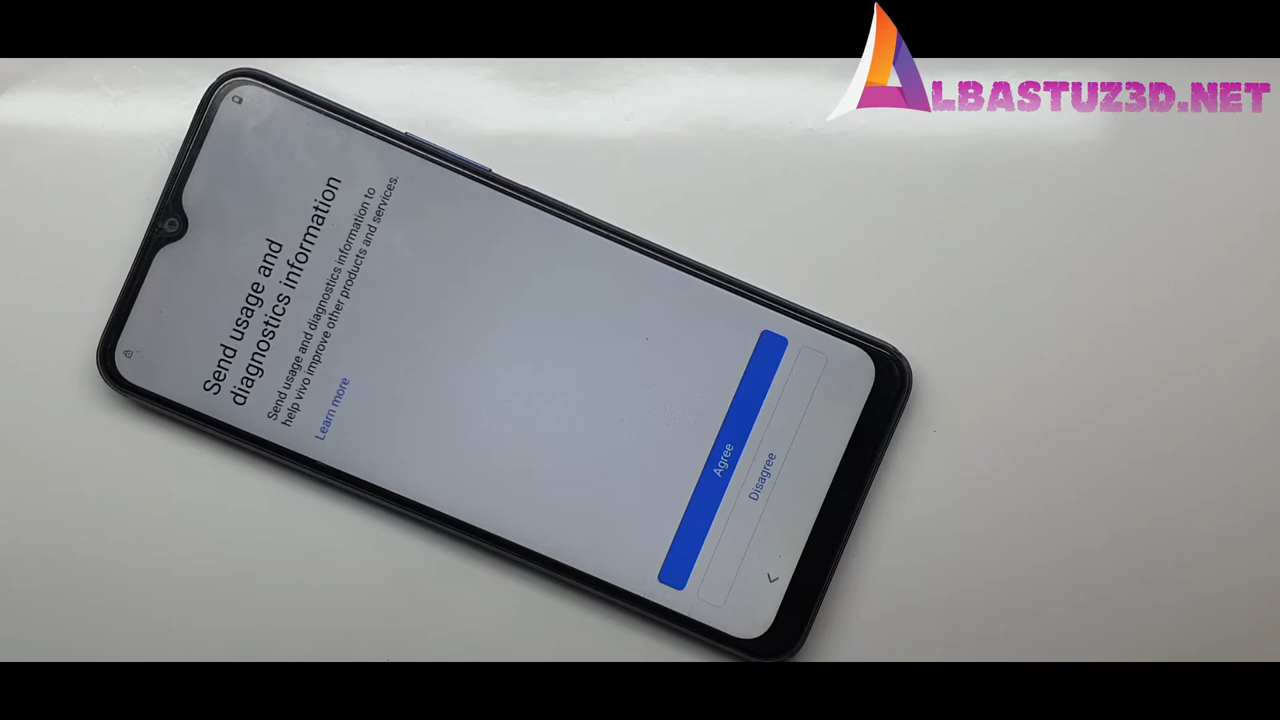 ALBASTUZ3D.NET
Send usage and
diagnostics information
Send usage and diagnostics information to
help vivo improve other products and services.
Learn more
Agree
Disagree